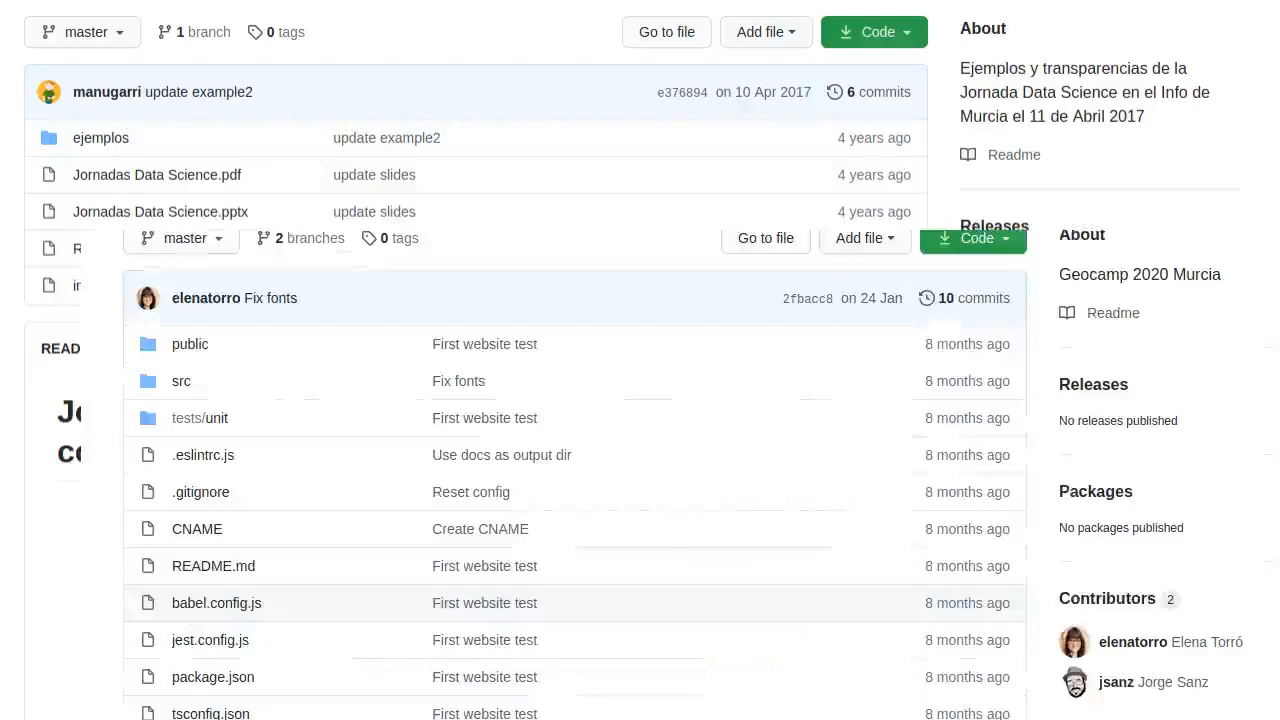 master 1 branch 0 tags Go to file Add file Code
manugarri update example2 e376894 on 10 Apr 2017 6 commits
ejemplos update example2 4 years ago
Jornadas Data Science.pdf update slides 4 years ago
Jornadas Data Science.pptx update slides 4 years ago
About
Ejemplos y transparencias de la
Jornada Data Science en el Info de
Murcia el 11 de Abril 2017
Readme
Releases
READ
master 2 branches 0 tags Go to file Add file Code
elenatorro Fix fonts 2fbacc8 on 24 Jan 10 commits
public First website test 8 months ago
src Fix fonts 8 months ago
tests/unit First website test 8 months ago
.eslintrc.js Use docs as output dir 8 months ago
.gitignore Reset config 8 months ago
CNAME Create CNAME 8 months ago
README.md First website test 8 months ago
babel.config.js First website test 8 months ago
jest.config.js First website test 8 months ago
package.json First website test 8 months ago
tsconfig.json First website test 8 months ago
About
Geocamp 2020 Murcia
Readme
Releases
No releases published
Packages
No packages published
Contributors 2
elenatorro Elena Torró
jsanz Jorge Sanz